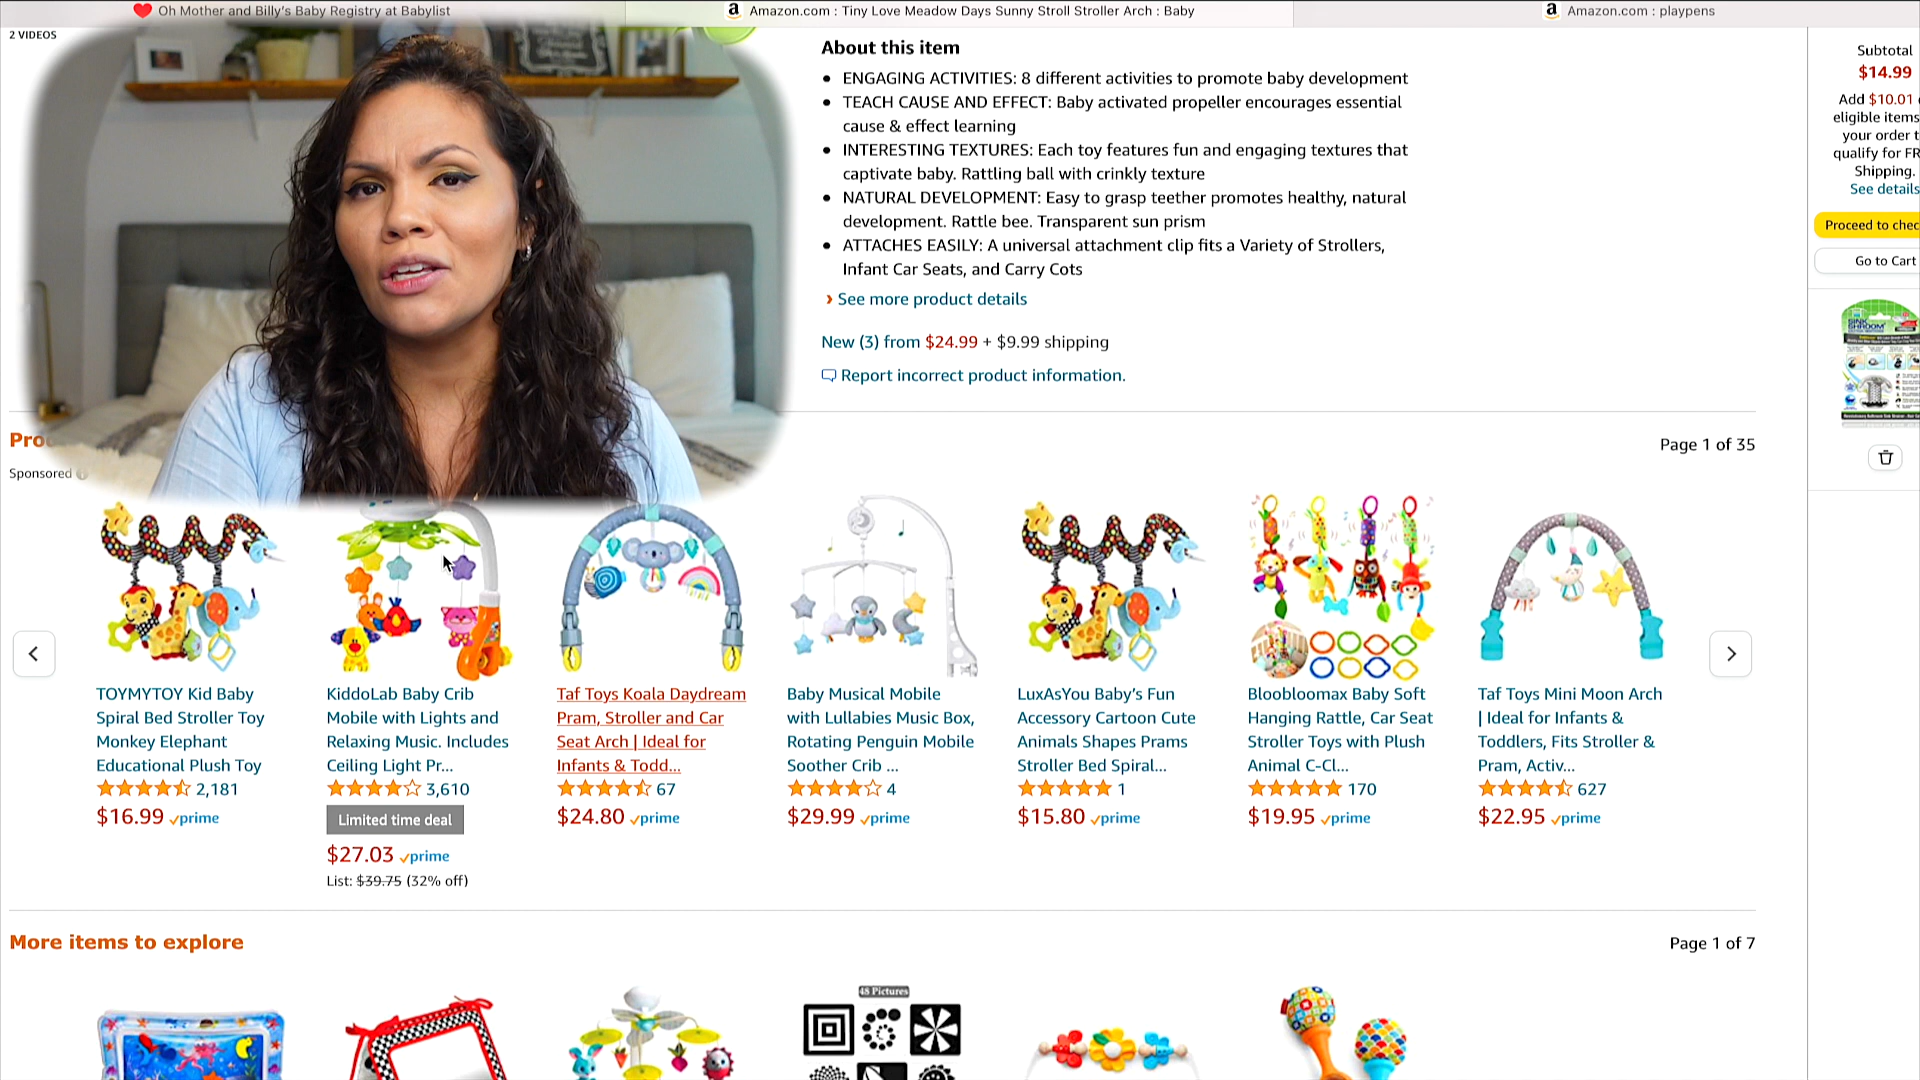 Oh Mother and Billy's Baby Registry at Babylist
Amazon.com : Tiny Love Meadow Days Sunny Stroll Stroller Arch : Baby
Amazon.com : playpens
2 VIDEOS
About this item
ENGAGING ACTIVITIES: 8 different activities to promote baby development
TEACH CAUSE AND EFFECT: Baby activated propeller encourages essential
cause & effect learning
INTERESTING TEXTURES: Each toy features fun and engaging textures that
captivate baby. Rattling ball with crinkly texture
NATURAL DEVELOPMENT: Easy to grasp teether promotes healthy, natural
development. Rattle bee. Transparent sun prism
ATTACHES EASILY: A universal attachment clip fits a Variety of Strollers,
Infant Car Seats, and Carry Cots
› See more product details
New (3) from $24.99 + $9.99 shipping
Report incorrect product information.
Subtotal
$14.99
Add $10.01
eligible items
your order
qualify for
Shipping.
See details
Proceed to
Go to Cart
SINK
SHROOM
Sponsored
Page 1 of 35
TOYMYTOY Kid Baby
Spiral Bed Stroller Toy
Monkey Elephant
Educational Plush Toy
2,181
$16.99 prime
KiddoLab Baby Crib
Mobile with Lights and
Relaxing Music. Includes
Ceiling Light Pr...
3,610
Limited time deal
$27.03 prime
List: $39.75 (32% off)
Taf Toys Koala Daydream
Pram, Stroller and Car
Seat Arch | Ideal for
Infants & Todd...
67
$24.80 prime
Baby Musical Mobile
with Lullabies Music Box,
Rotating Penguin Mobile
Soother Crib ...
4
$29.99 prime
LuxAsYou Baby's Fun
Accessory Cartoon Cute
Animals Shapes Prams
Stroller Bed Spiral...
1
$15.80 prime
Bloobloomax Baby Soft
Hanging Rattle, Car Seat
Stroller Toys with Plush
Animal C-Cl...
170
$19.95 prime
Taf Toys Mini Moon Arch
| Ideal for Infants &
Toddlers, Fits Stroller &
Pram, Activ...
627
$22.95 prime
More items to explore
Page 1 of 7
48 Pictures